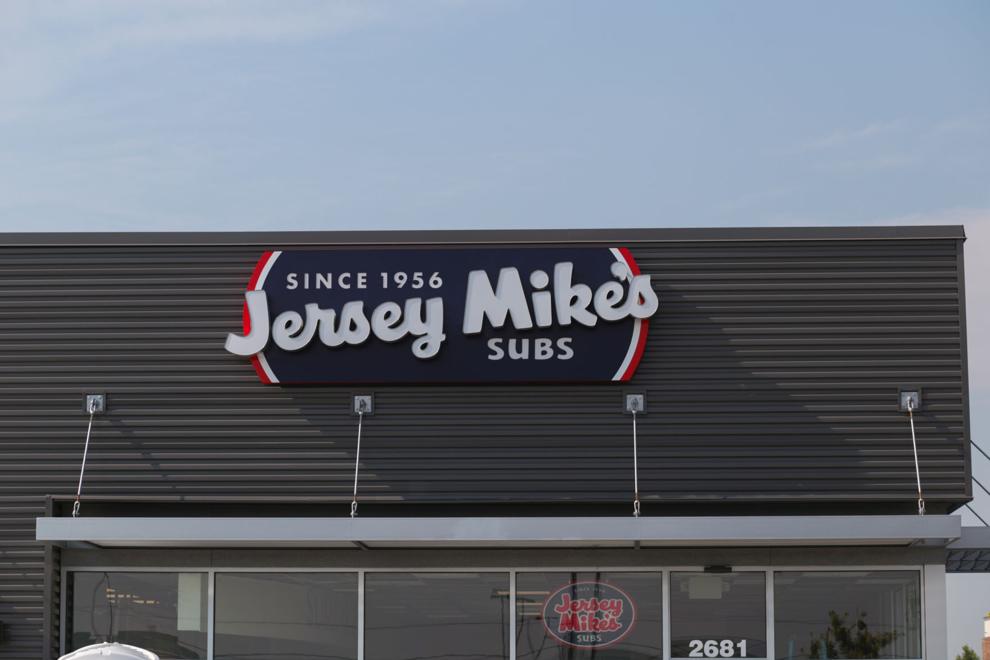 SINCE 1956
Jersey Mike's
SUBS
Jersey
Mike's
SUBS
2681